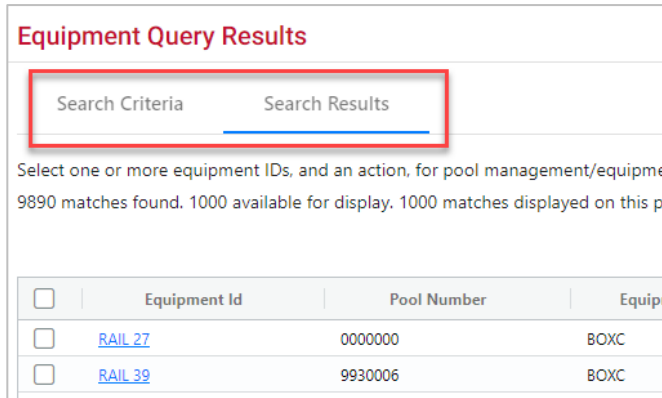 Equipment Query Results
Search Criteria Search Results
Select one or more equipment IDs, and an action, for pool management/equipme
9890 matches found. 1000 available for display. 1000 matches displayed on this p
Equipment Id Pool Number Equip
RAIL 27 0000000 BOXC
RAIL 39 9930006 BOXC